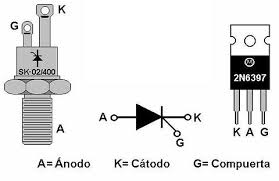 K
G
A
SK-02/400
A
K
G
M
2N6397
K A G
A= Ánodo K= Cátodo G= Compuerta